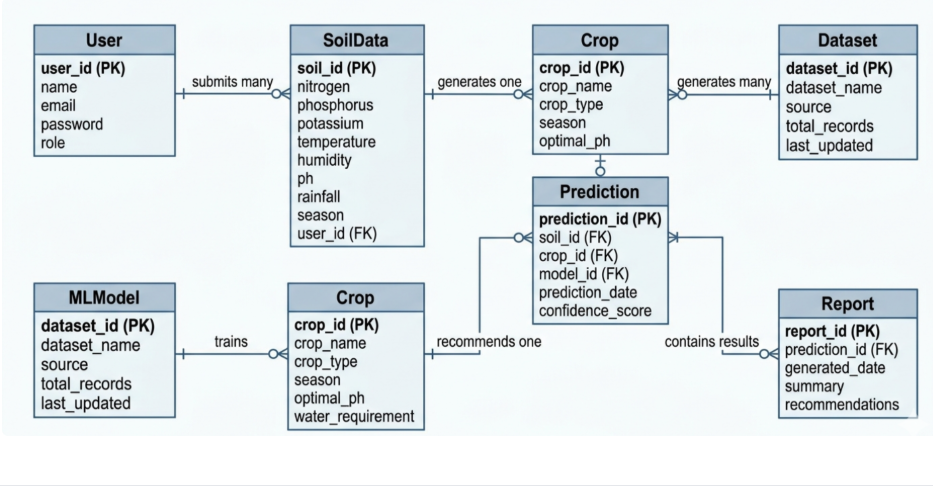 User
user_id (PK)
name
email
password
role
submits many
SoilData
soil_id (PK)
nitrogen
phosphorus
potassium
temperature
humidity
ph
rainfall
season
user_id (FK)
generates one
Crop
crop_id (PK)
crop_name
crop_type
season
optimal_ph
generates many
Dataset
dataset_id (PK)
dataset_name
source
total_records
last_updated
Prediction
prediction_id (PK)
soil_id (FK)
crop_id (FK)
model_id (FK)
prediction_date
confidence_score
MLModel
dataset_id (PK)
dataset_name
source
total_records
last_updated
trains
Crop
crop_id (PK)
crop_name
crop_type
season
optimal_ph
water_requirement
recommends one
contains results
Report
report_id (PK)
prediction_id (FK)
generated_date
summary
recommendations